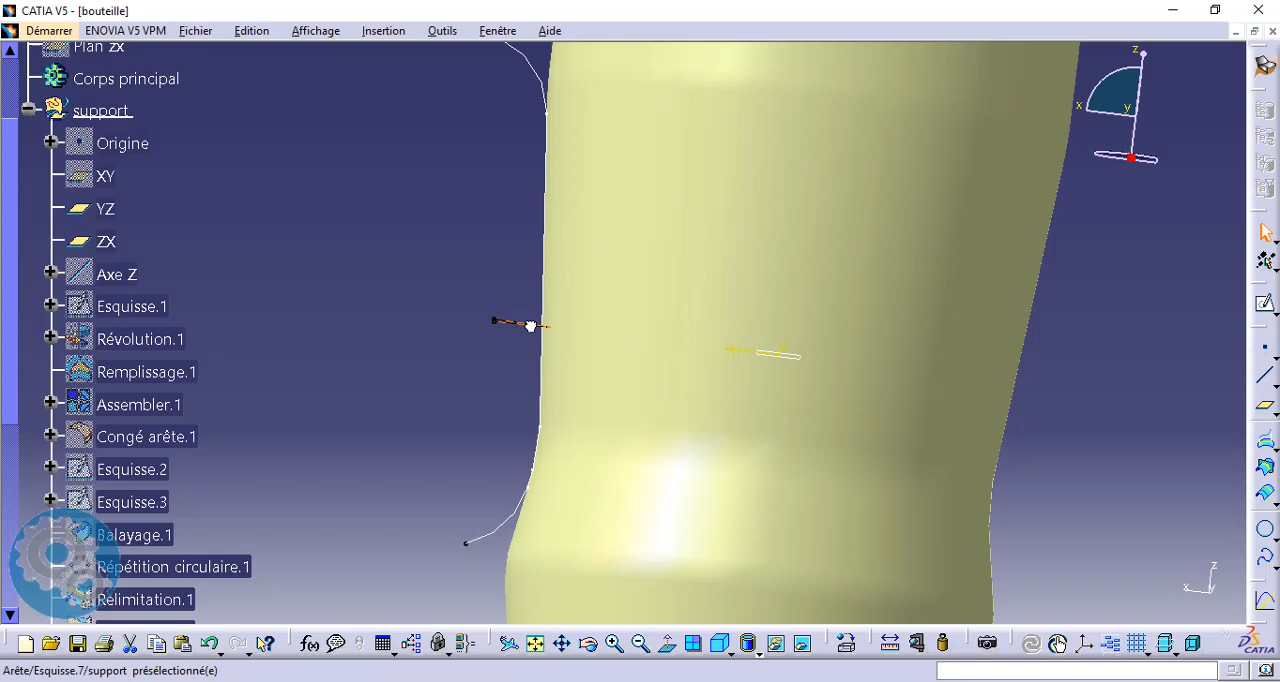 CATIA V5 - [bouteille]
Démarrer ENOVIA V5 VPM Fichier Edition Affichage Insertion Outils Fenêtre Aide
Plan zx
Corps principal
support
Origine
XY
YZ
ZX
Axe Z
Esquisse.1
Révolution.1
Remplissage.1
Assembler.1
Congé arête.1
Esquisse.2
Esquisse.3
Balayage.1
Répétition circulaire.1
Relimitation.1
z
x
y
z
x
f(x)
CATIA
Arête/Esquisse.7/support présélectionné(e)